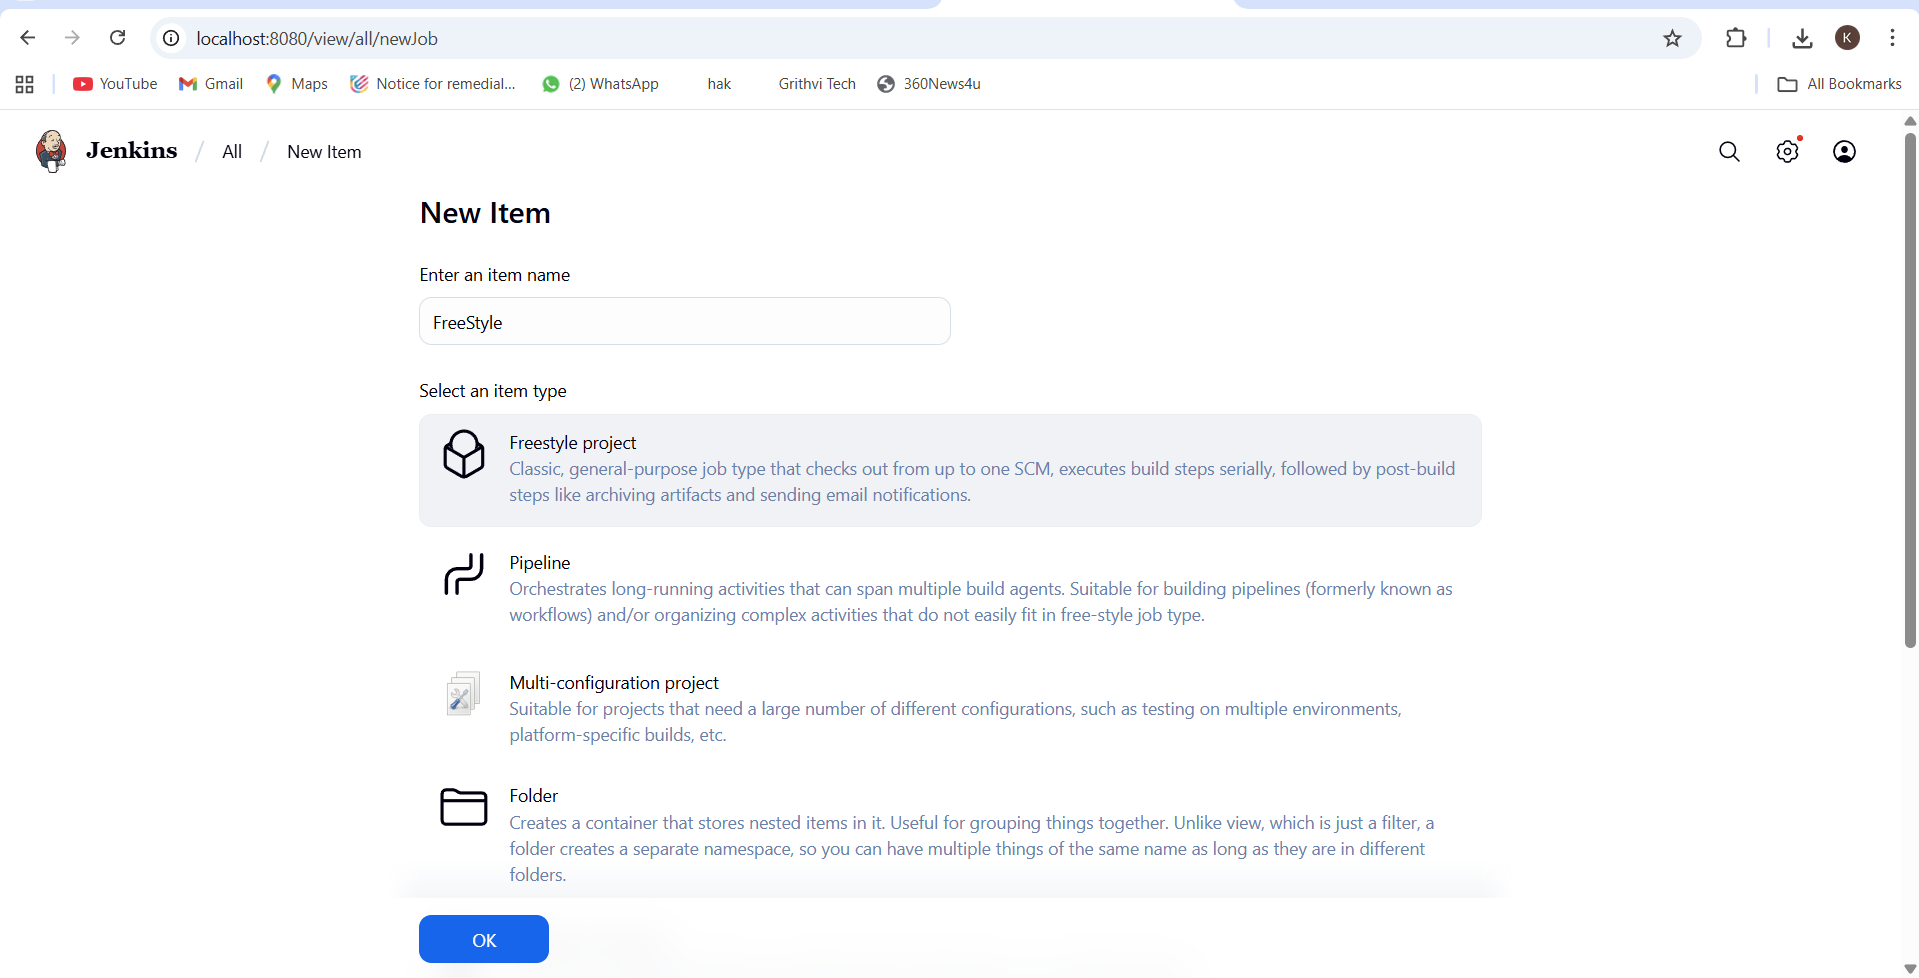 localhost:8080/view/all/newJob
K
YouTube
Gmail
Maps
Notice for remedial...
(2) WhatsApp
hak
Grithvi Tech
360News4u
All Bookmarks
Jenkins / All / New Item
New Item
Enter an item name
FreeStyle
Select an item type
Freestyle project
Classic, general-purpose job type that checks out from up to one SCM, executes build steps serially, followed by post-build
steps like archiving artifacts and sending email notifications.
Pipeline
Orchestrates long-running activities that can span multiple build agents. Suitable for building pipelines (formerly known as
workflows) and/or organizing complex activities that do not easily fit in free-style job type.
Multi-configuration project
Suitable for projects that need a large number of different configurations, such as testing on multiple environments,
platform-specific builds, etc.
Folder
Creates a container that stores nested items in it. Useful for grouping things together. Unlike view, which is just a filter, a
folder creates a separate namespace, so you can have multiple things of the same name as long as they are in different
folders.
OK